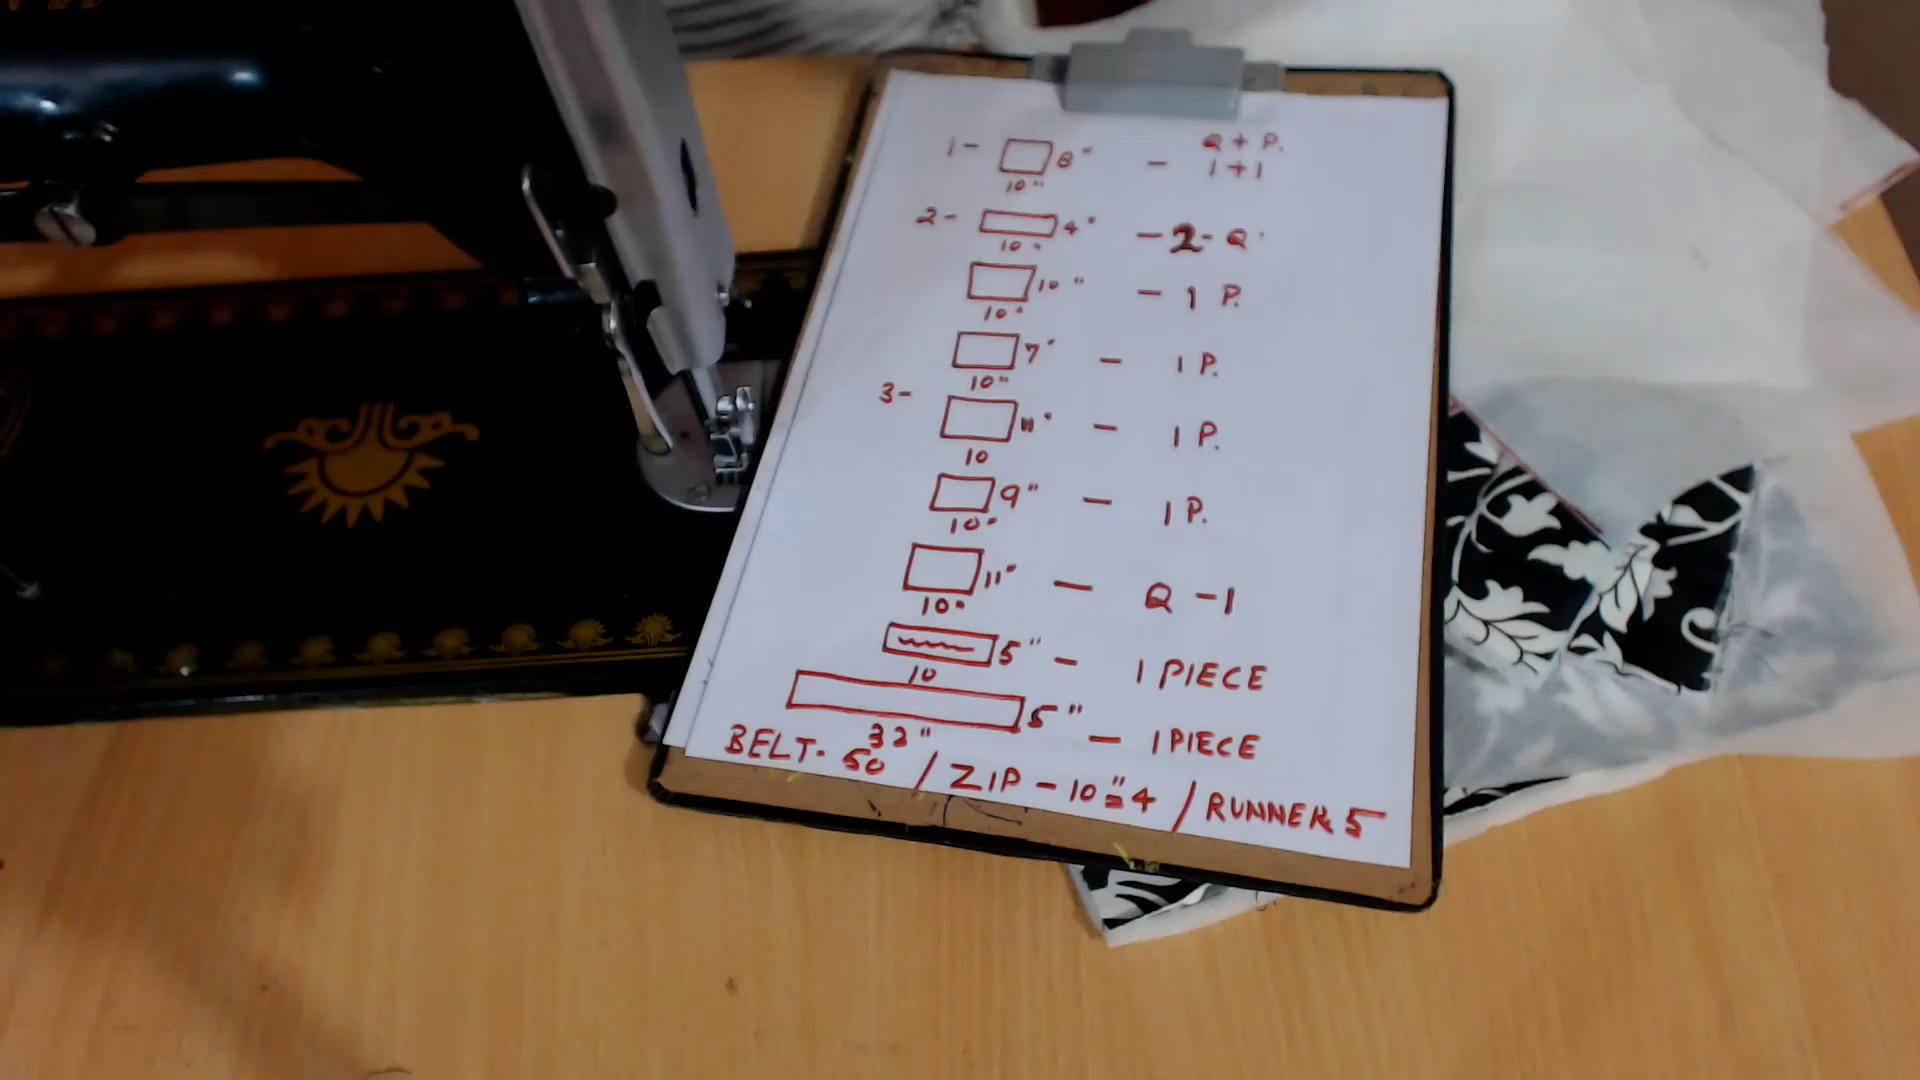 1- 8" - Q + P.
10" 1+1
2- 4" - 2- Q
10"
10" - 1 P.
10"
7" - 1 P.
10"
3- 11" - 1 P.
10
9" - 1 P.
10"
11" - Q -1
10"
5" - 1 PIECE
10
5" - 1 PIECE
32"
BELT. 50 / ZIP - 10"=4 / RUNNER 5